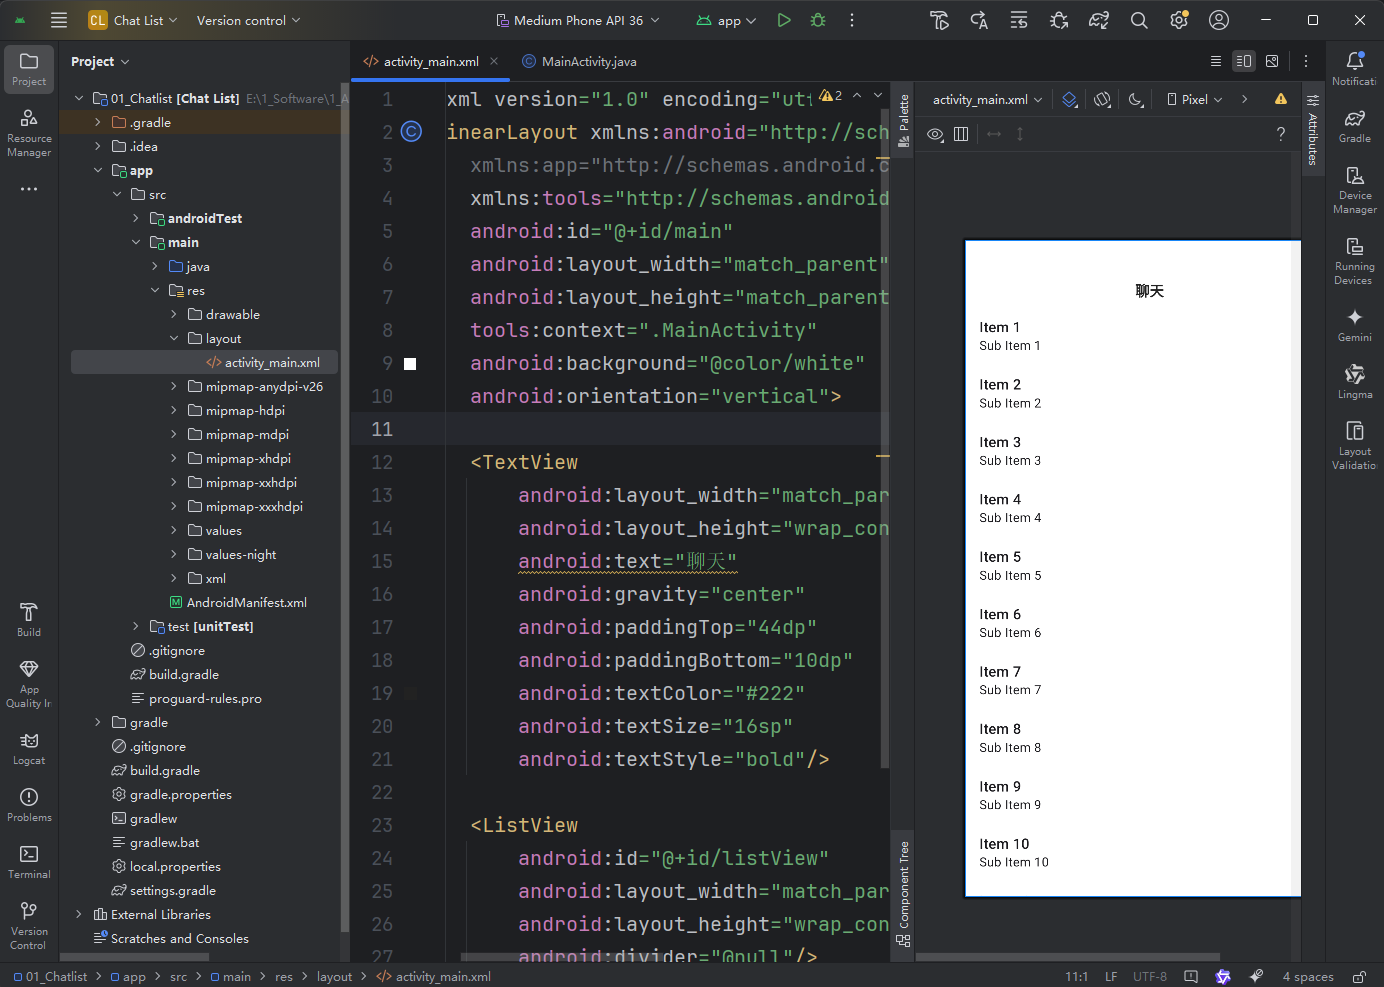 CL Chat List
Version control
Medium Phone API 36
app
Project
Resource
Manager
Build
App
Quality In
Logcat
Problems
Terminal
Version
Control
Project
01_Chatlist [Chat List] E:\1_Software\1_A
.gradle
.idea
app
src
androidTest
main
java
res
drawable
layout
activity_main.xml
mipmap-anydpi-v26
mipmap-hdpi
mipmap-mdpi
mipmap-xhdpi
mipmap-xxhdpi
mipmap-xxxhdpi
values
values-night
xml
AndroidManifest.xml
test [unitTest]
.gitignore
build.gradle
proguard-rules.pro
gradle
.gitignore
build.gradle
gradle.properties
gradlew
gradlew.bat
local.properties
settings.gradle
External Libraries
Scratches and Consoles
activity_main.xml
MainActivity.java
2
1 xml version="1.0" encoding="ut
2 inearLayout xmlns:android="http://sch
3 xmlns:app="http://schemas.android.c
4 xmlns:tools="http://schemas.android
5 android:id="@+id/main"
6 android:layout_width="match_parent"
7 android:layout_height="match_parent
8 tools:context=".MainActivity"
9 android:background="@color/white"
10 android:orientation="vertical">
11
12 <TextView
13 android:layout_width="match_par
14 android:layout_height="wrap_con
15 android:text="聊天"
16 android:gravity="center"
17 android:paddingTop="44dp"
18 android:paddingBottom="10dp"
19 android:textColor="#222"
20 android:textSize="16sp"
21 android:textStyle="bold"/>
22
23 <ListView
24 android:id="@+id/listView"
25 android:layout_width="match_par
26 android:layout_height="wrap_con
27 android:divider="@null"/>
Palette
Component Tree
activity_main.xml
Pixel
?
Attributes
聊天
Item 1
Sub Item 1
Item 2
Sub Item 2
Item 3
Sub Item 3
Item 4
Sub Item 4
Item 5
Sub Item 5
Item 6
Sub Item 6
Item 7
Sub Item 7
Item 8
Sub Item 8
Item 9
Sub Item 9
Item 10
Sub Item 10
Notificati
Gradle
Device
Manager
Running
Devices
Gemini
Lingma
Layout
Validatio
01_Chatlist > app > src > main > res > layout > activity_main.xml
11:1 LF UTF-8 4 spaces